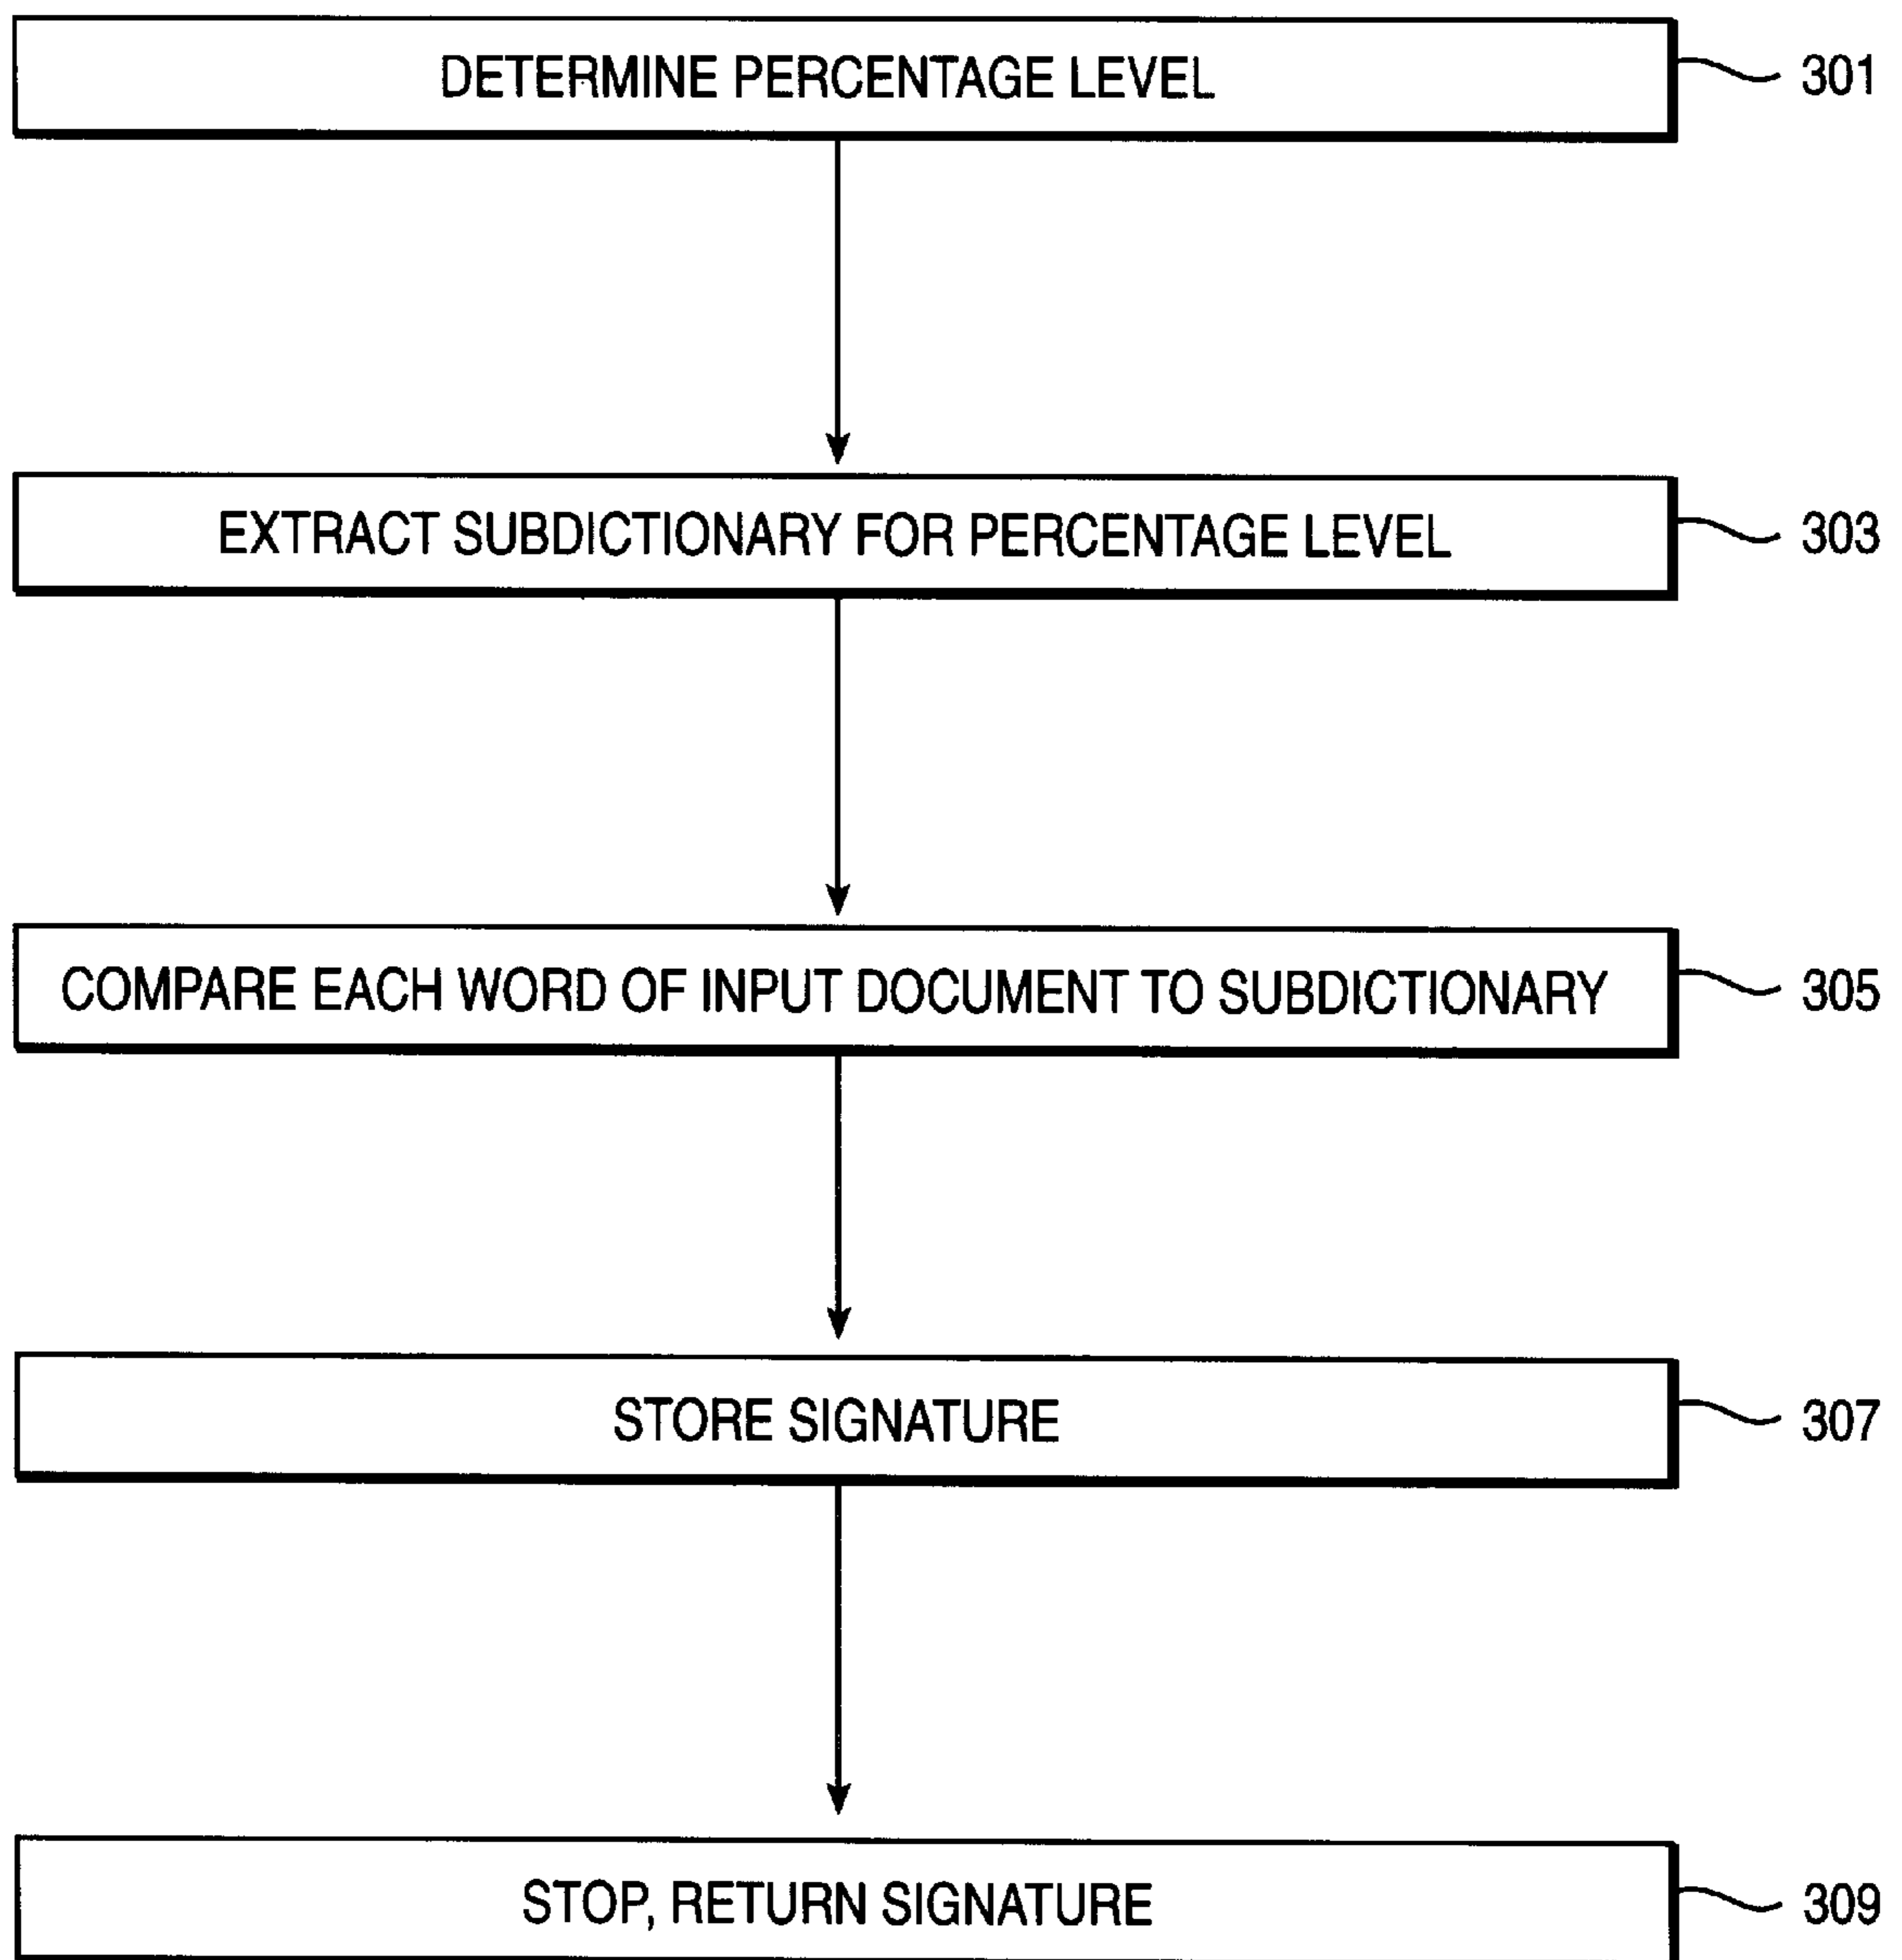 DETERMINE PERCENTAGE LEVEL 301
EXTRACT SUBDICTIONARY FOR PERCENTAGE LEVEL 303
COMPARE EACH WORD OF INPUT DOCUMENT TO SUBDICTIONARY 305
STORE SIGNATURE 307
STOP, RETURN SIGNATURE 309